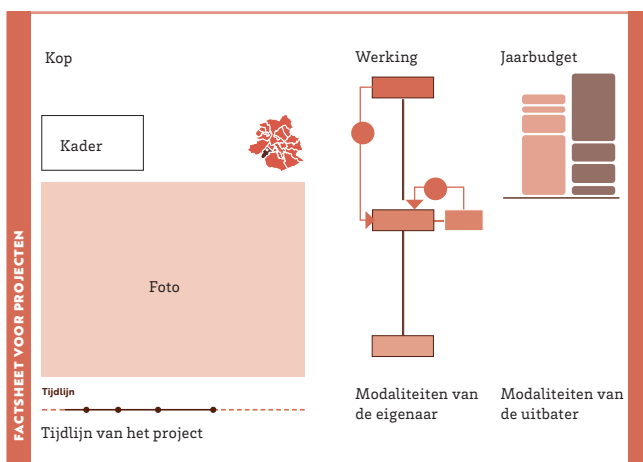 FACTSHEET VOOR PROJECTEN
Kop
Kader
Foto
Tijdlijn
Tijdlijn van het project
Werking
Modaliteiten van
de eigenaar
Jaarbudget
Modaliteiten van
de uitbater